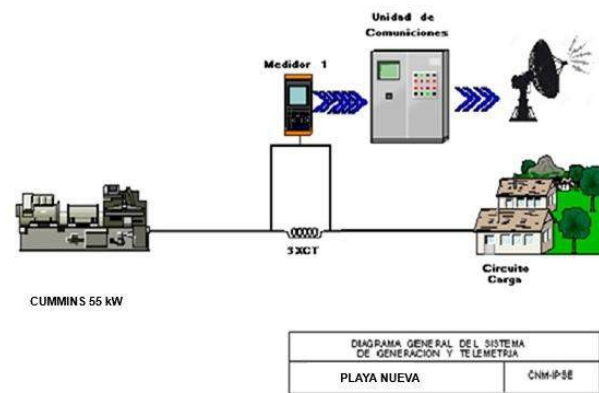 Unidad de
Comuniciones
Medidor 1
3XCT
Circuito
Carga
CUMMINS 55 kW
DIAGRAMA GENERAL DEL SISTEMA
DE GENERACION Y TELEMETRIA
PLAYA NUEVA
CNM-IPSE